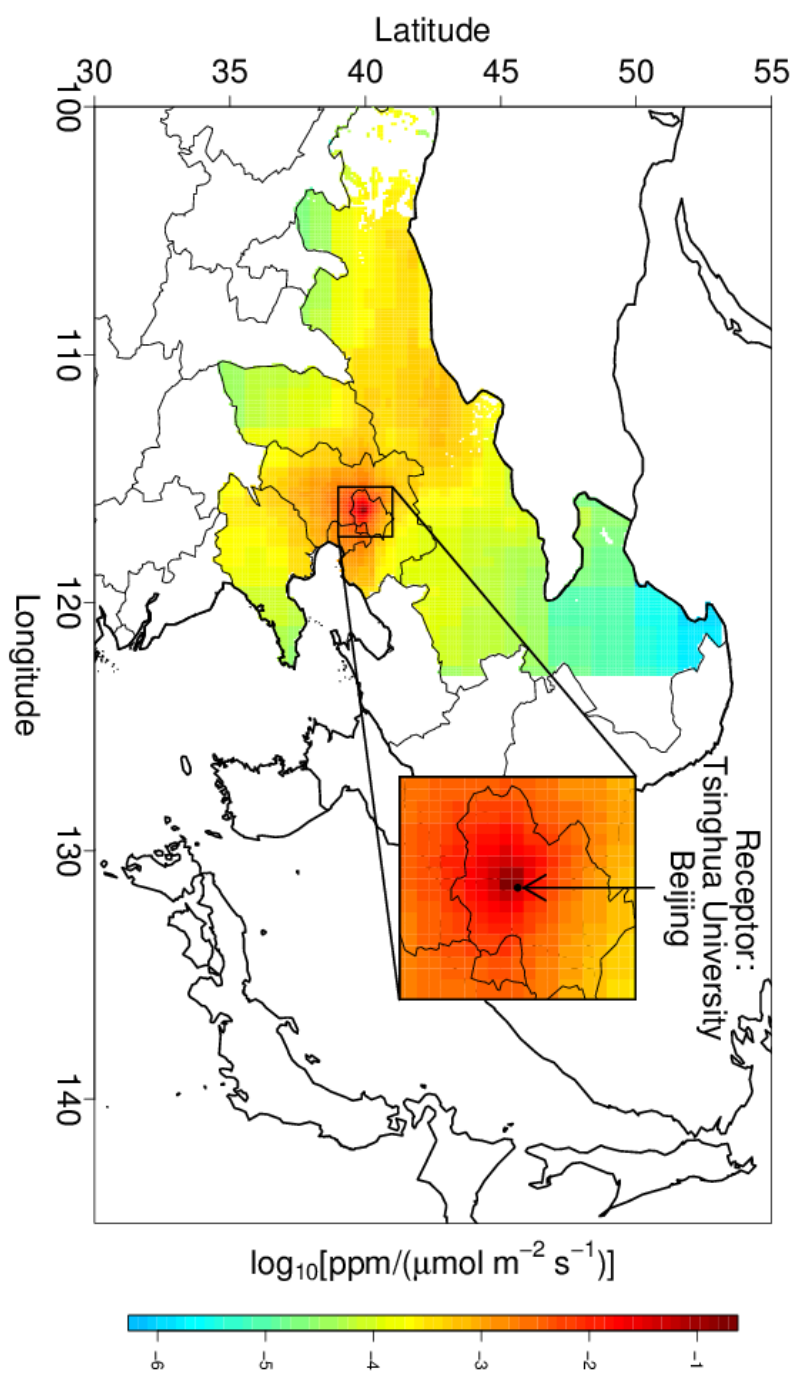 Latitude
30 35 40 45 50 55
100
110
120
130
140
Longitude
Receptor:
Tsinghua University
Beijing
log₁₀[ppm/(μmol m⁻² s⁻¹)]
-6 -5 -4 -3 -2 -1